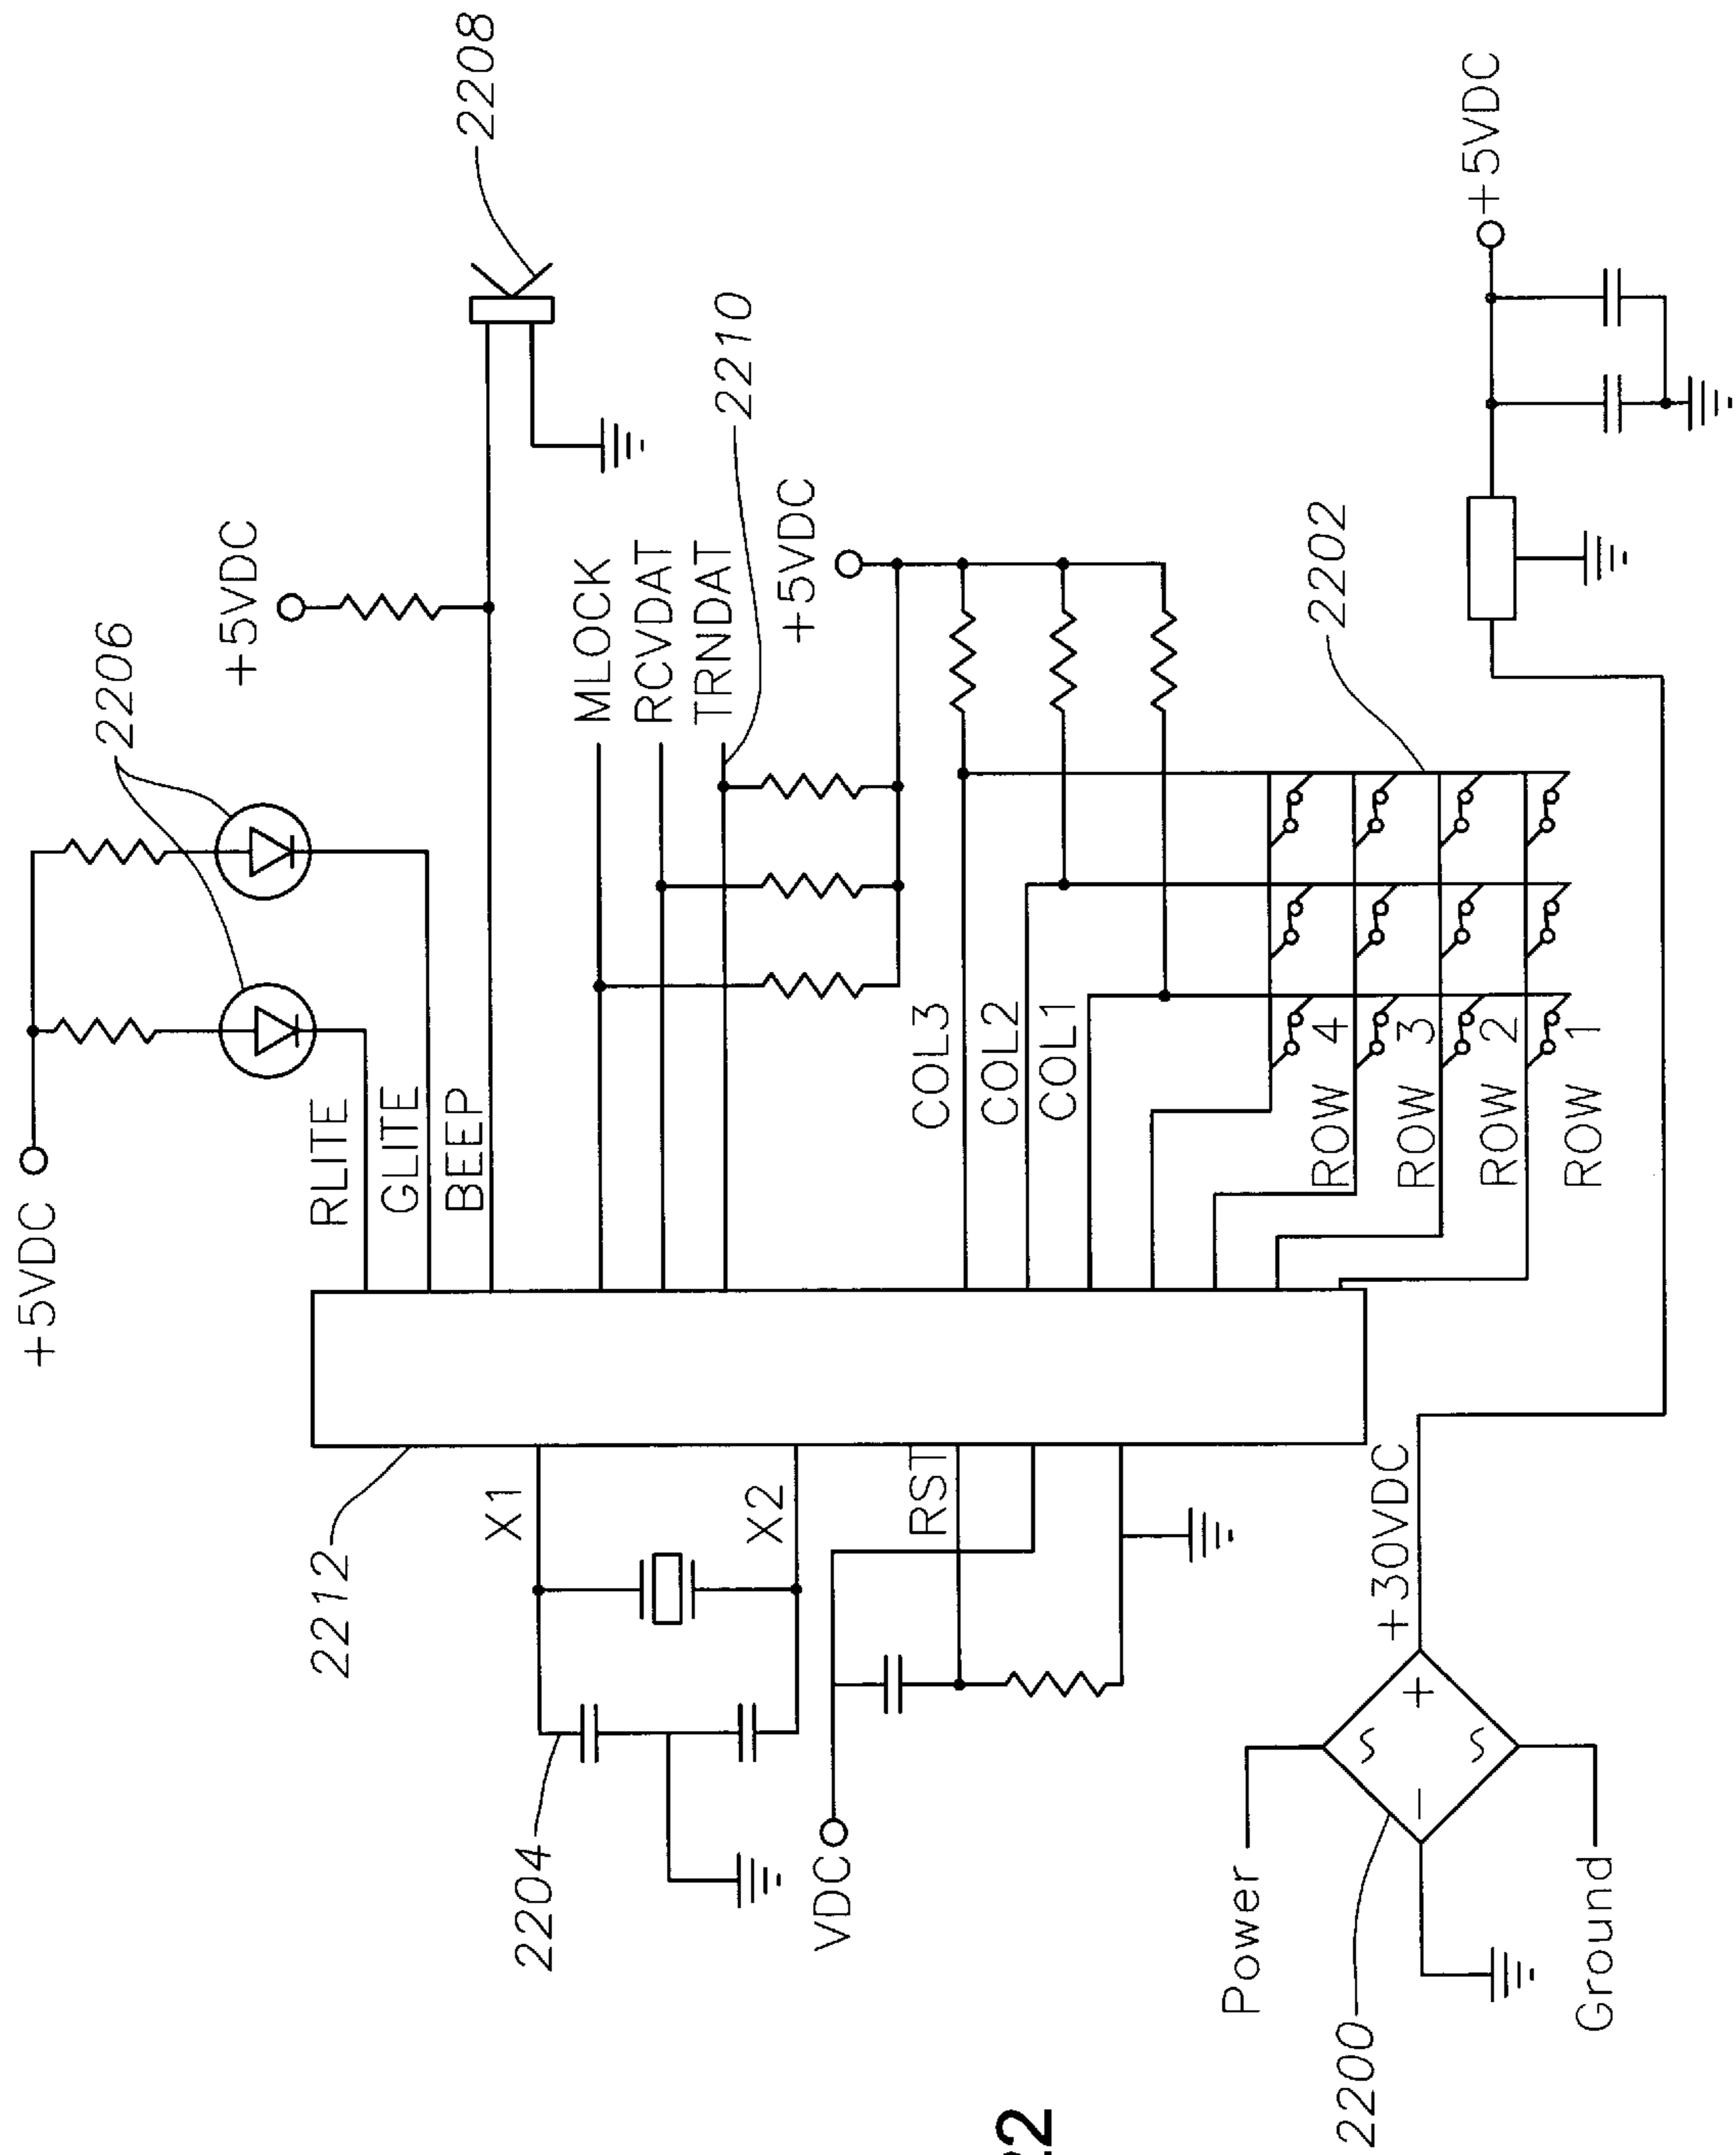 +5VDC
2206
2208
+5VDC
RLITE
GLITE
BEEP
2212
X1
X2
MLOCK
RCVDAT
TRNDAT
2210
+5VDC
2204
VDC
RST
COL3
COL2
COL1
2202
ROW 4
ROW 3
ROW 2
ROW 1
+5VDC
+30VDC
Power
+
-
~
~
Ground
2200
22